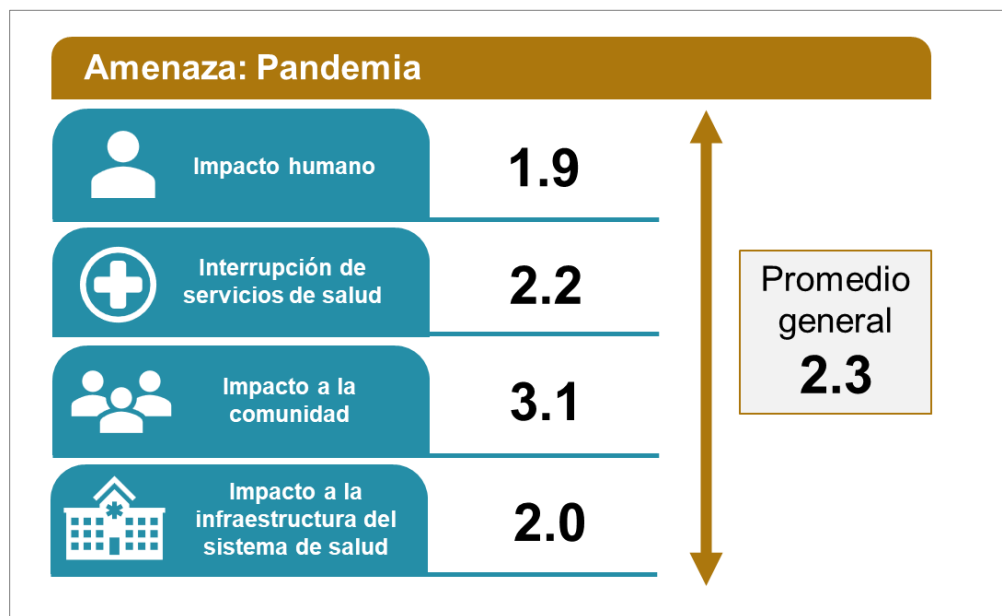 Amenaza: Pandemia
Impacto humano
1.9
Interrupción de
servicios de salud
2.2
Impacto a la
comunidad
3.1
Impacto a la
infraestructura del
sistema de salud
2.0
Promedio
general
2.3